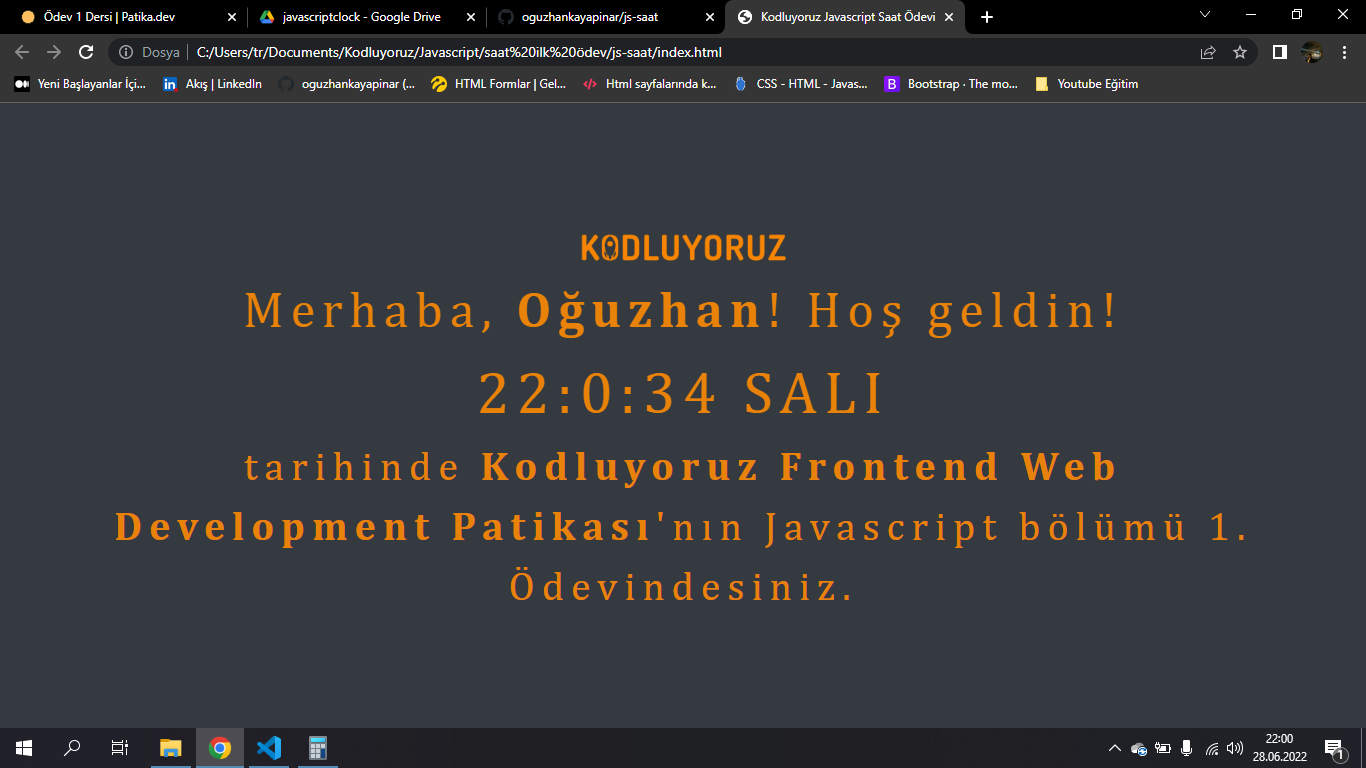 Ödev 1 Dersi | Patika.dev
javascriptclock - Google Drive
oguzhankayapinar/js-saat
Kodluyoruz Javascript Saat Ödevi
Dosya
C:/Users/tr/Documents/Kodluyoruz/Javascript/saat%20ilk%20ödev/js-saat/index.html
Yeni Başlayanlar İçi...
in Akış | LinkedIn
oguzhankayapinar (...
HTML Formlar | Gel...
Html sayfalarında k...
CSS - HTML - Javas...
B Bootstrap · The mo...
Youtube Eğitim
KODLUYORUZ
Merhaba, Oğuzhan! Hoş geldin!
22:0:34 SALI
tarihinde Kodluyoruz Frontend Web
Development Patikası'nın Javascript bölümü 1.
Ödevindesiniz.
22:00
28.06.2022
1